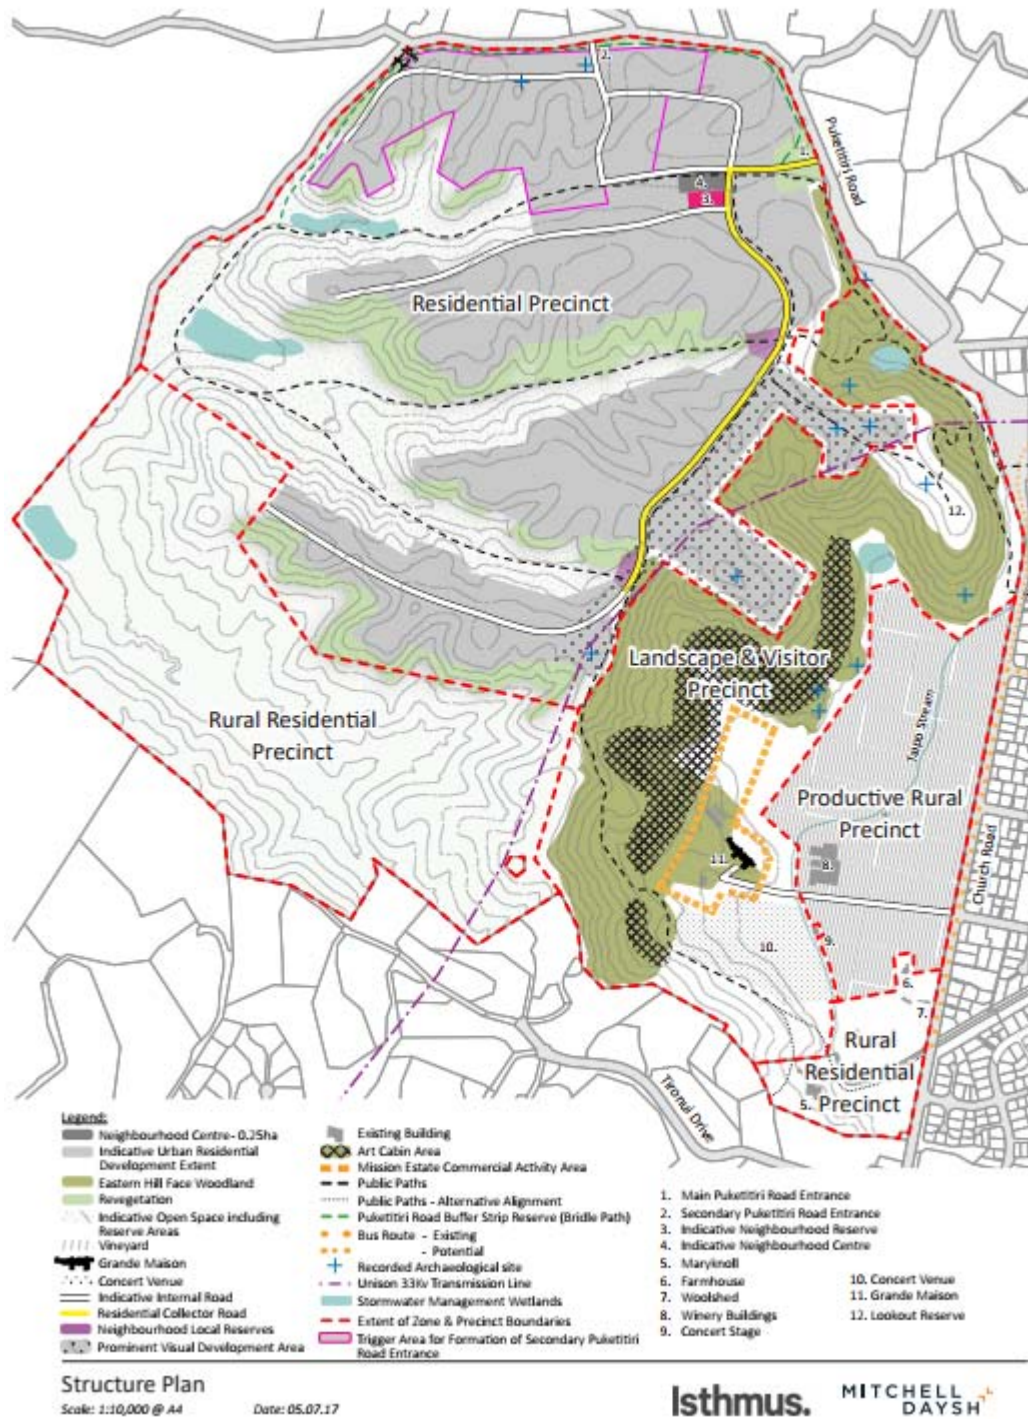 2.
Puketitiri Road
1.
4.
3.
Residential Precinct
12.
Landscape & Visitor
Precinct
Rural Residential
Precinct
Taipo Stream
Productive Rural
Precinct
Church Road
8.
11.
10.
9.
6.
7.
Rural
Residential
Precinct
5.
Tironui Drive
Legend:
Neighbourhood Centre- 0.25ha
Indicative Urban Residential
Development Extent
Eastern Hill Face Woodland
Revegetation
Indicative Open Space including
Reserve Areas
Vineyard
Grande Maison
Concert Venue
Indicative Internal Road
Residential Collector Road
Neighbourhood Local Reserves
Prominent Visual Development Area
Existing Building
Art Cabin Area
Mission Estate Commercial Activity Area
Public Paths
Public Paths - Alternative Alignment
Puketitiri Road Buffer Strip Reserve (Bridle Path)
Bus Route - Existing
- Potential
Recorded Archaeological site
Unison 33Kv Transmission Line
Stormwater Management Wetlands
Extent of Zone & Precinct Boundaries
Trigger Area for Formation of Secondary Puketitiri
Road Entrance
1. Main Puketitiri Road Entrance
2. Secondary Puketitiri Road Entrance
3. Indicative Neighbourhood Reserve
4. Indicative Neighbourhood Centre
5. Maryknoll
6. Farmhouse
7. Woolshed
8. Winery Buildings
9. Concert Stage
10. Concert Venue
11. Grande Maison
12. Lookout Reserve
Structure Plan
Scale: 1:10,000 @ A4 Date: 05.07.17
Isthmus.
MITCHELL
DAYSH